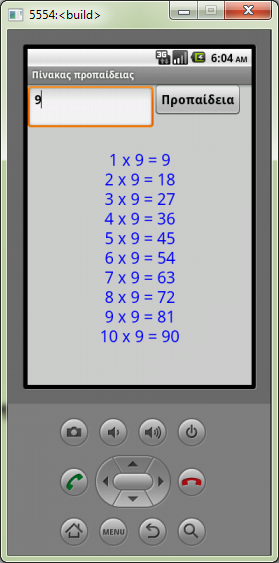 5554:<build>
3G
6:04 AM
Πίνακας προπαίδειας
9
Προπαίδεια
1 x 9 = 9
2 x 9 = 18
3 x 9 = 27
4 x 9 = 36
5 x 9 = 45
6 x 9 = 54
7 x 9 = 63
8 x 9 = 72
9 x 9 = 81
10 x 9 = 90
MENU